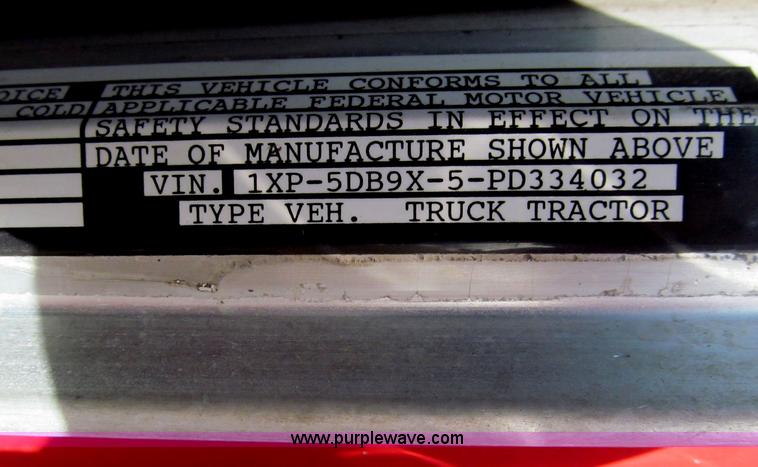 OICE THIS VEHICLE CONFORMS TO ALL
COLD APPLICABLE FEDERAL MOTOR VEHICLE
SAFETY STANDARDS IN EFFECT ON THE
DATE OF MANUFACTURE SHOWN ABOVE
VIN. 1XP-5DB9X-5-PD334032
TYPE VEH. TRUCK TRACTOR
www.purplewave.com